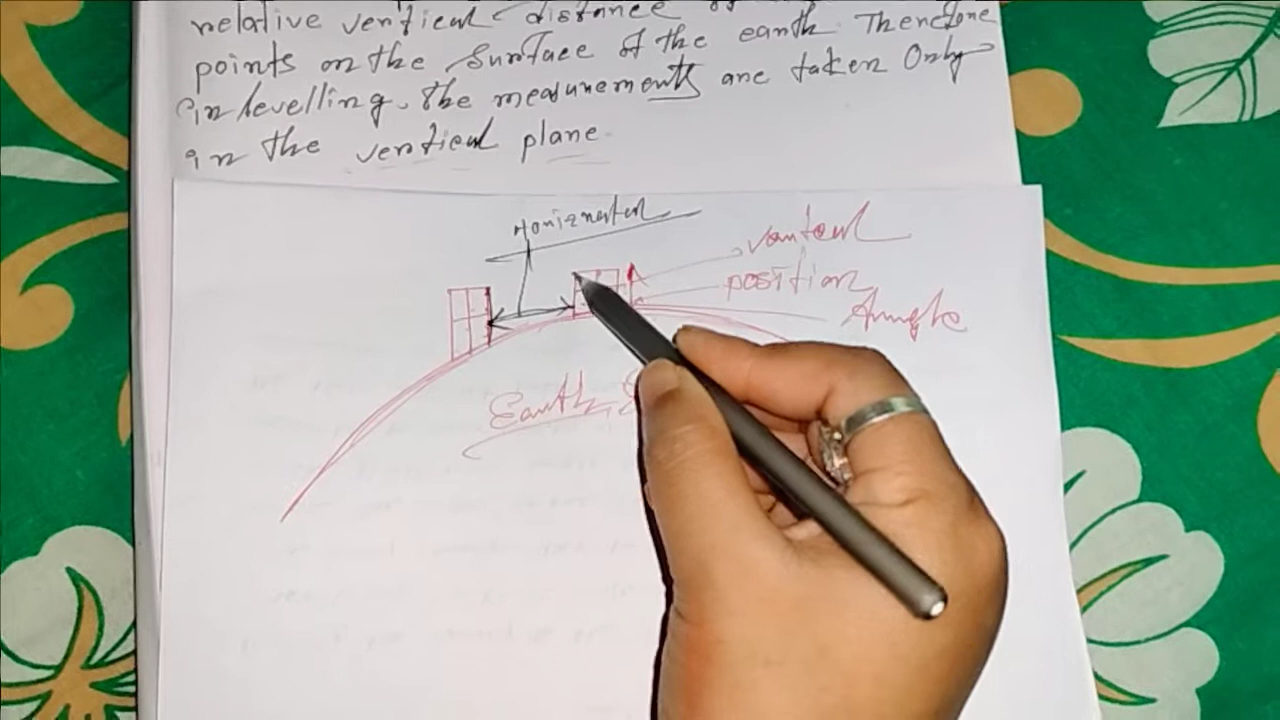 relative vertical distance of
points on the surface of the earth Therefore
in levelling. The measurements are taken Only
in the vertical plane.
Horizontal
vertical
position
Angle
Earth S